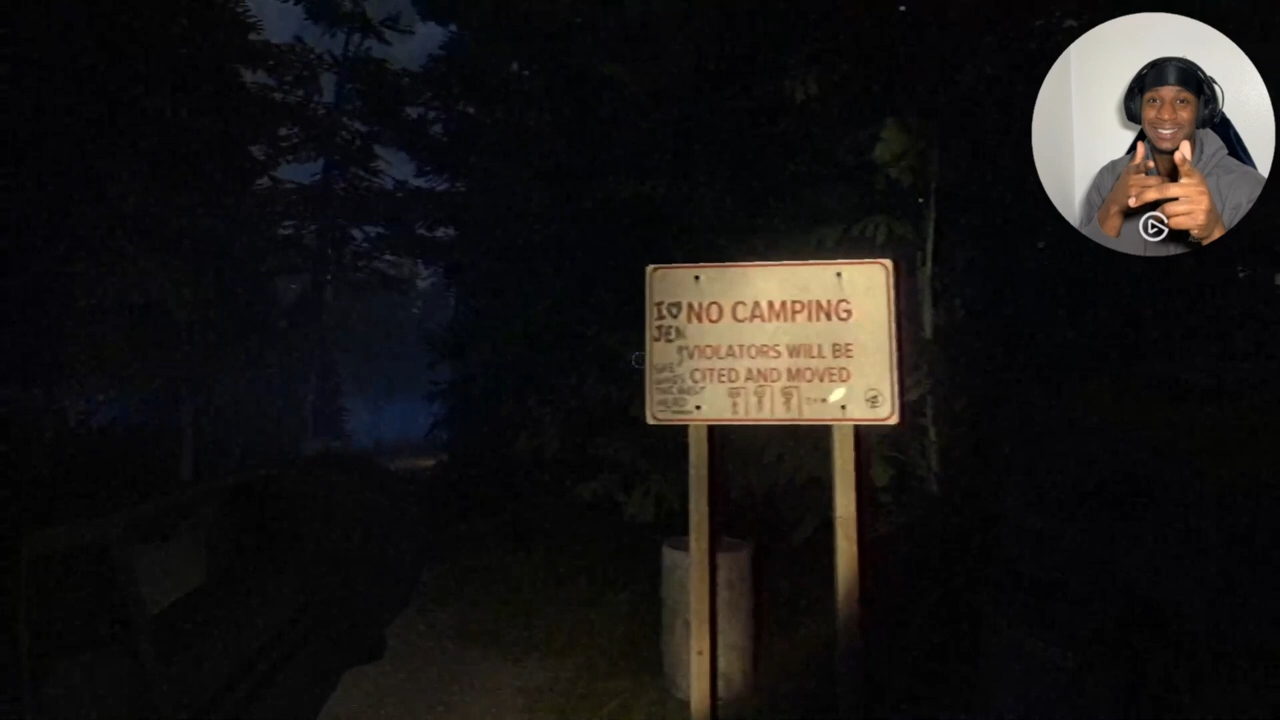 I ♡
JEN
NO CAMPING
VIOLATORS WILL BE
CITED AND MOVED